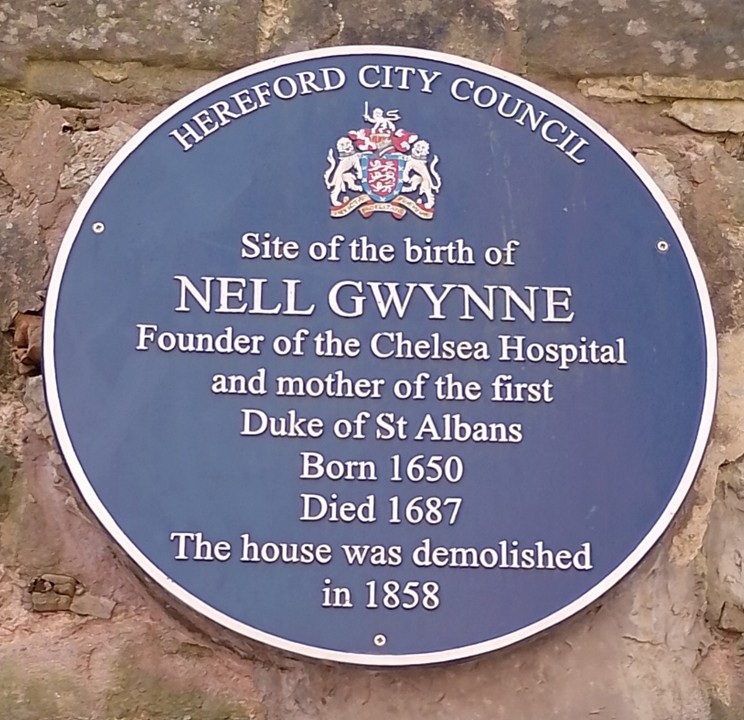 HEREFORD CITY COUNCIL
Site of the birth of
NELL GWYNNE
Founder of the Chelsea Hospital
and mother of the first
Duke of St Albans
Born 1650
Died 1687
The house was demolished
in 1858